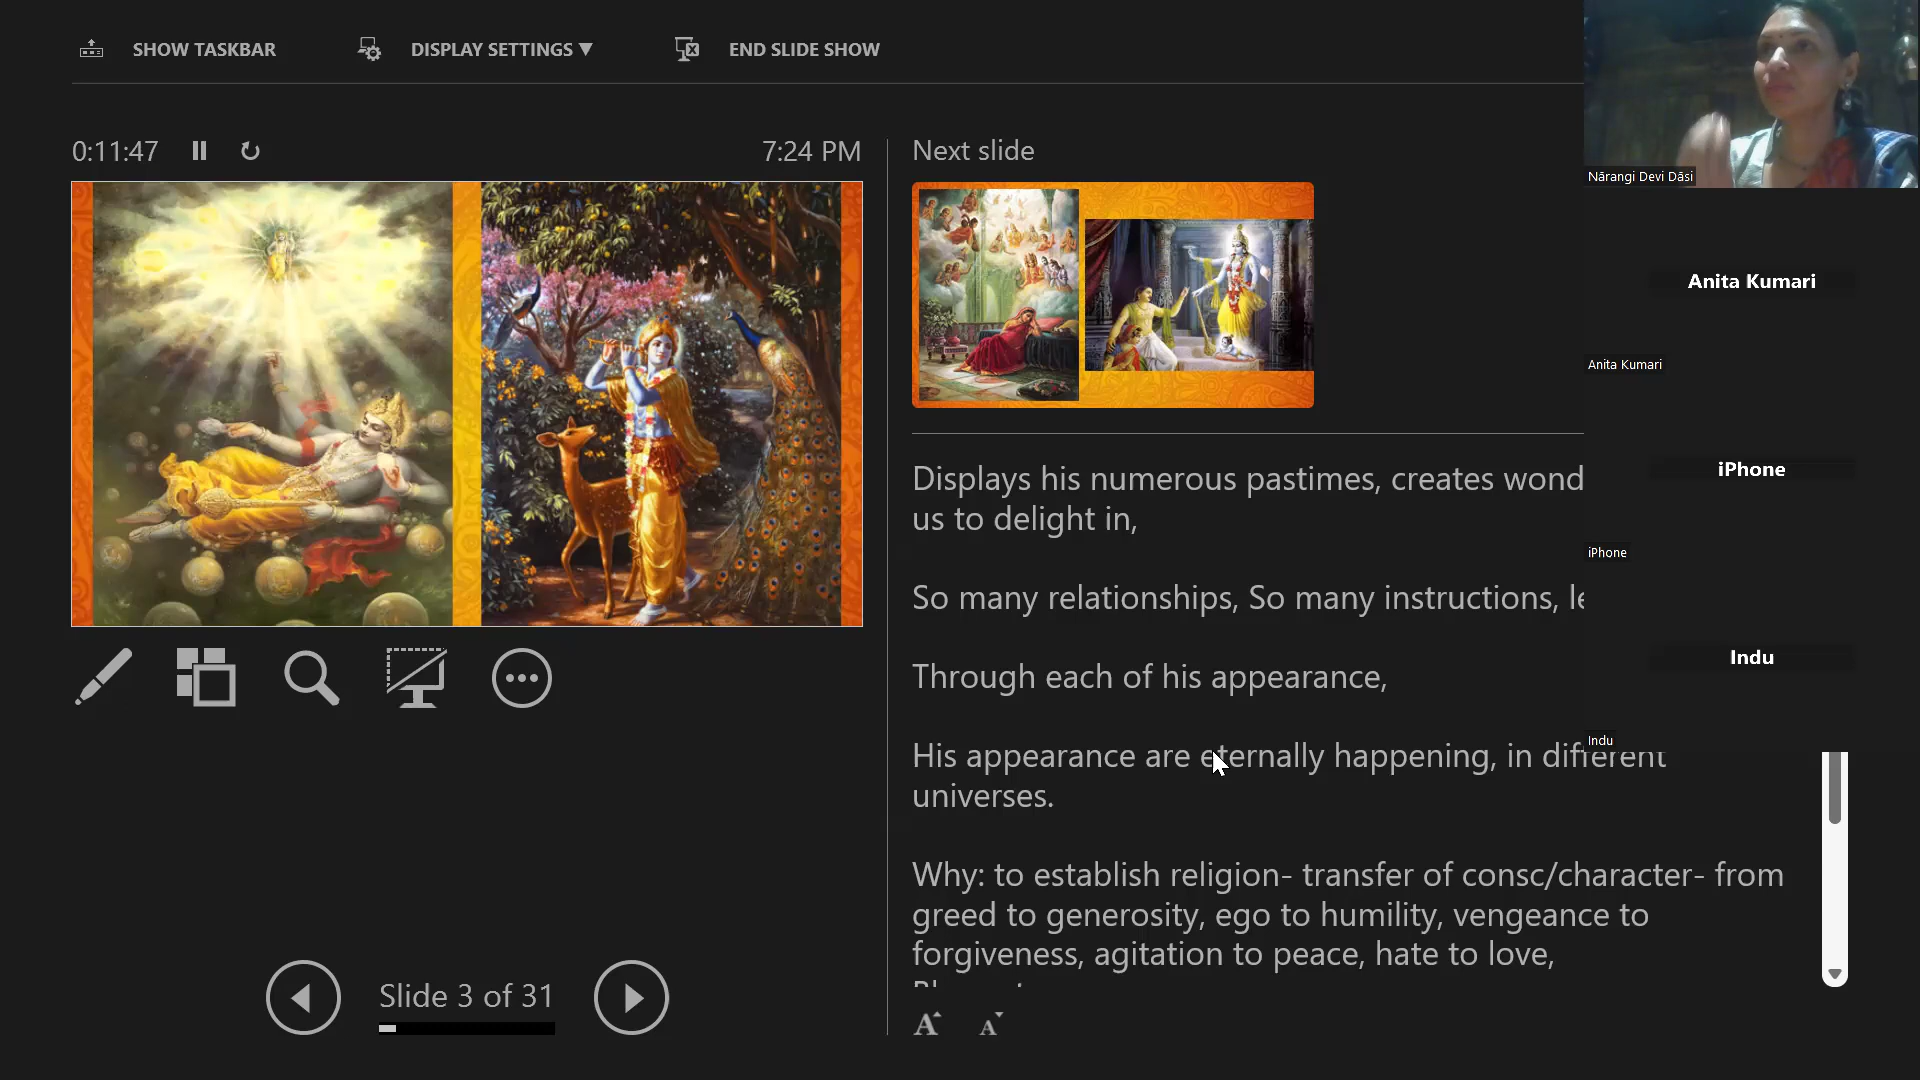 SHOW TASKBAR
DISPLAY SETTINGS ▼
END SLIDE SHOW
0:11:47
7:24 PM
Next slide
Displays his numerous pastimes, creates wond
us to delight in,
So many relationships, So many instructions,
Through each of his appearance,
His appearance are eternally happening, in different
universes.
Why: to establish religion- transfer of consc/character- from
greed to generosity, ego to humility, vengeance to
forgiveness, agitation to peace, hate to love,
Slide 3 of 31
A A
Nārangi Devi Dāsi
Anita Kumari
Anita Kumari
iPhone
iPhone
Indu
Indu